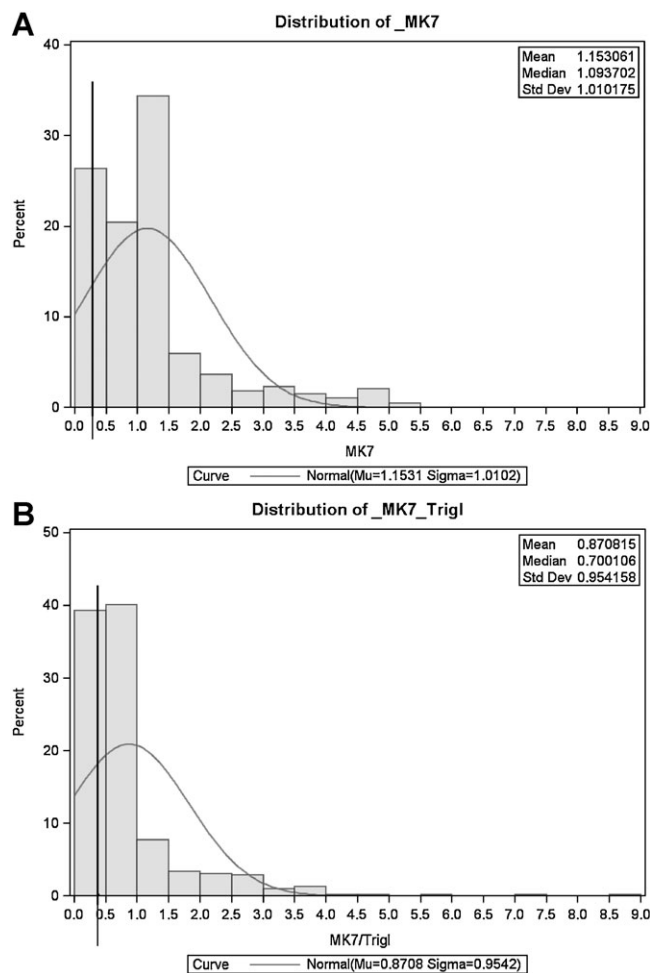 A
Distribution of _MK7
40
30
20
10
0
Percent
Mean 1.153061
Median 1.093702
Std Dev 1.010175
0.0 0.5 1.0 1.5 2.0 2.5 3.0 3.5 4.0 4.5 5.0 5.5 6.0 6.5 7.0 7.5 8.0 8.5 9.0
MK7
Curve Normal(Mu=1.1531 Sigma=1.0102)
B
Distribution of _MK7_Trigl
50
40
30
20
10
0
Percent
Mean 0.870815
Median 0.700106
Std Dev 0.954158
0.0 0.5 1.0 1.5 2.0 2.5 3.0 3.5 4.0 4.5 5.0 5.5 6.0 6.5 7.0 7.5 8.0 8.5 9.0
MK7/Trigl
Curve Normal(Mu=0.8708 Sigma=0.9542)